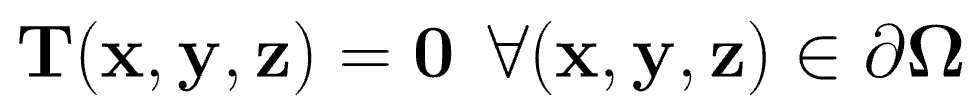 T(x, y, z) = 0 ∀(x, y, z) ∈ ∂Ω